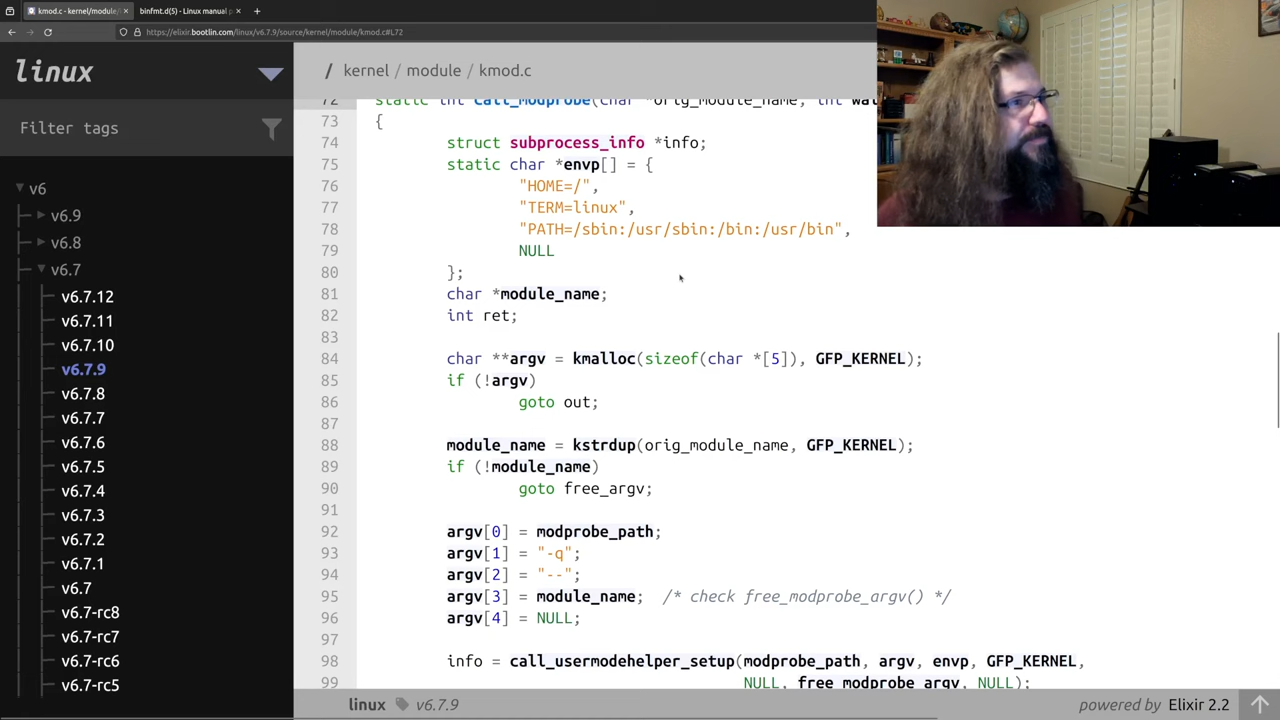 kmod.c - kernel/module/
binfmt.d(5) - Linux manual p
https://elixir.bootlin.com/linux/v6.7.9/source/kernel/module/kmod.c#L72
linux
/ kernel / module / kmod.c
Filter tags
v6
v6.9
v6.8
v6.7
v6.7.12
v6.7.11
v6.7.10
v6.7.9
v6.7.8
v6.7.7
v6.7.6
v6.7.5
v6.7.4
v6.7.3
v6.7.2
v6.7.1
v6.7
v6.7-rc8
v6.7-rc7
v6.7-rc6
v6.7-rc5
72 static int call_modprobe(char *orig_module_name, int wai
73 {
74 struct subprocess_info *info;
75 static char *envp[] = {
76 "HOME=/",
77 "TERM=linux",
78 "PATH=/sbin:/usr/sbin:/bin:/usr/bin",
79 NULL
80 };
81 char *module_name;
82 int ret;
83
84 char **argv = kmalloc(sizeof(char *[5]), GFP_KERNEL);
85 if (!argv)
86 goto out;
87
88 module_name = kstrdup(orig_module_name, GFP_KERNEL);
89 if (!module_name)
90 goto free_argv;
91
92 argv[0] = modprobe_path;
93 argv[1] = "-q";
94 argv[2] = "--";
95 argv[3] = module_name; /* check free_modprobe_argv() */
96 argv[4] = NULL;
97
98 info = call_usermodehelper_setup(modprobe_path, argv, envp, GFP_KERNEL,
99 NULL, free_modprobe_argv, NULL);
linux v6.7.9
powered by Elixir 2.2